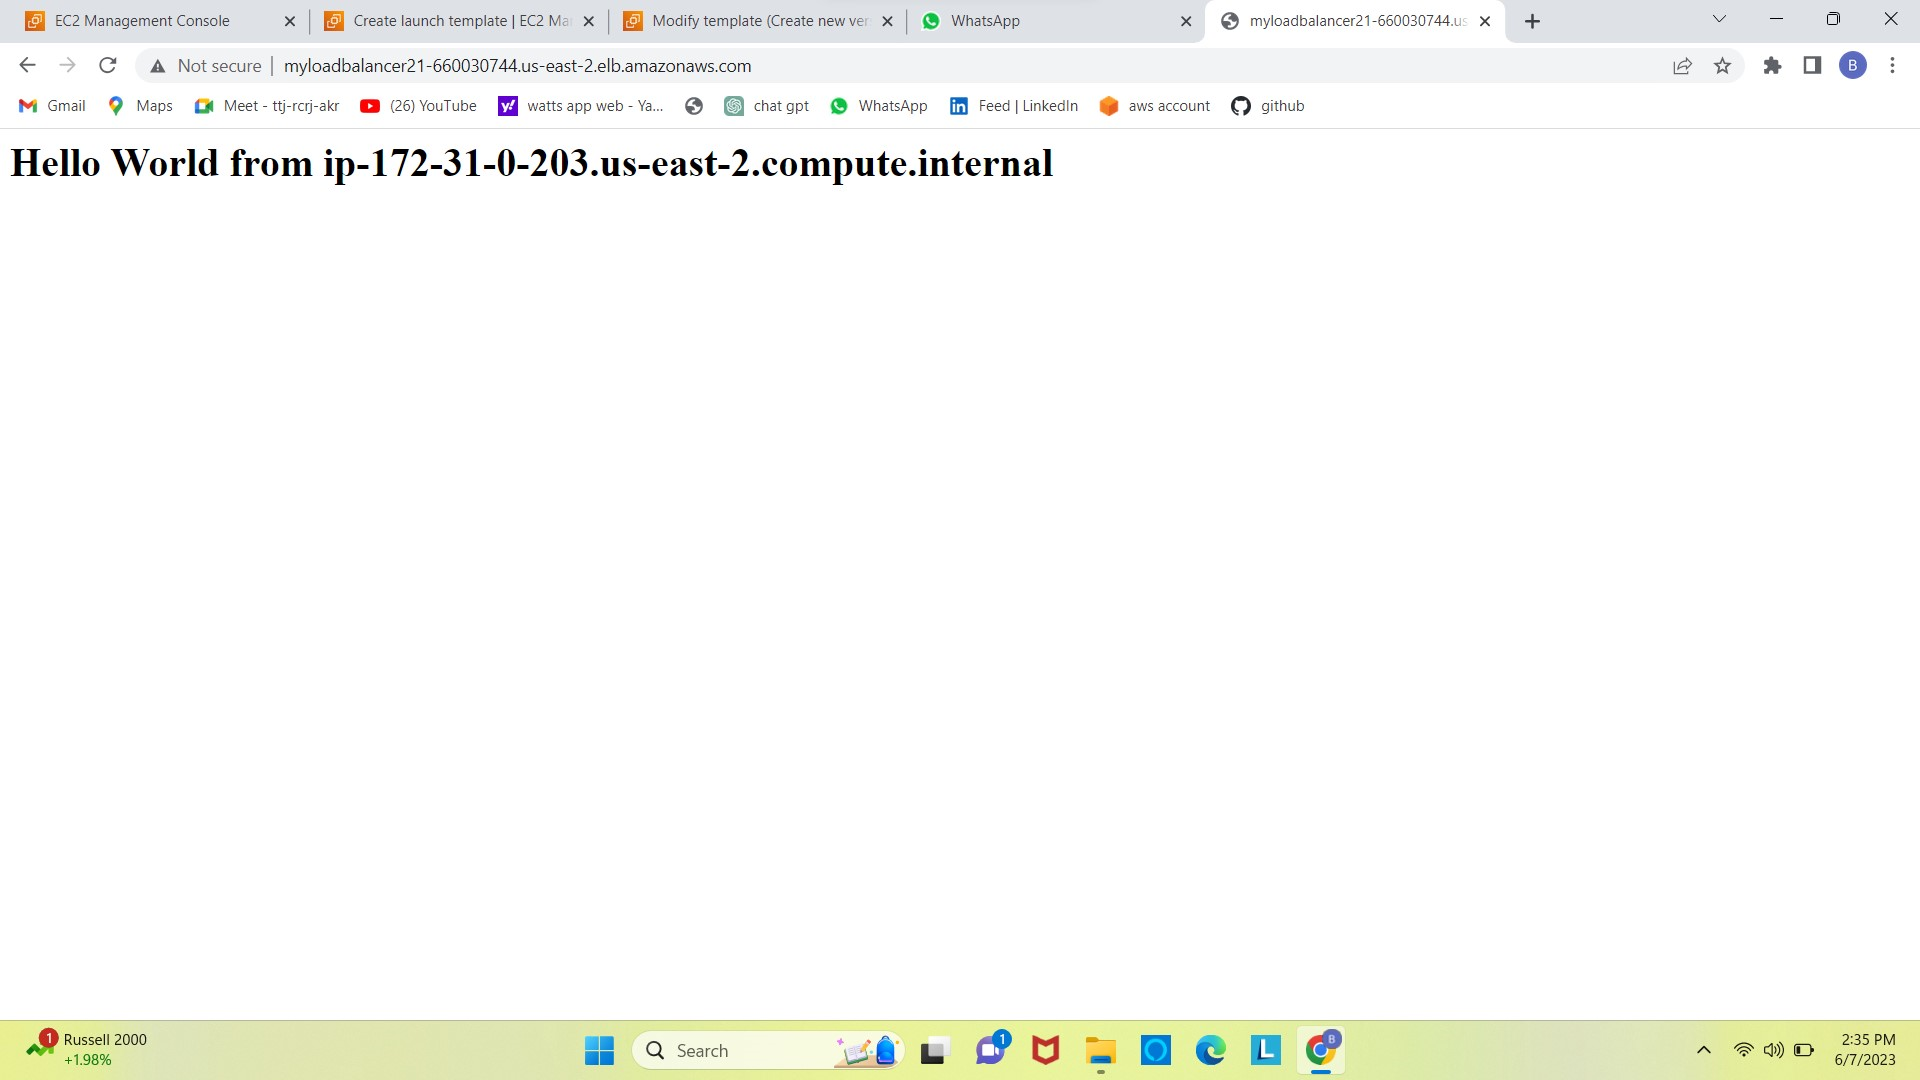 EC2 Management Console
Create launch template | EC2 Ma
Modify template (Create new ver
WhatsApp
myloadbalancer21-660030744.us
Not secure
myloadbalancer21-660030744.us-east-2.elb.amazonaws.com
B
Gmail
Maps
Meet - ttj-rcrj-akr
(26) YouTube
y!
watts app web - Ya...
chat gpt
WhatsApp
in
Feed | LinkedIn
aws account
github
Hello World from ip-172-31-0-203.us-east-2.compute.internal
1
Russell 2000
+1.98%
Search
1
L
B
2:35 PM
6/7/2023